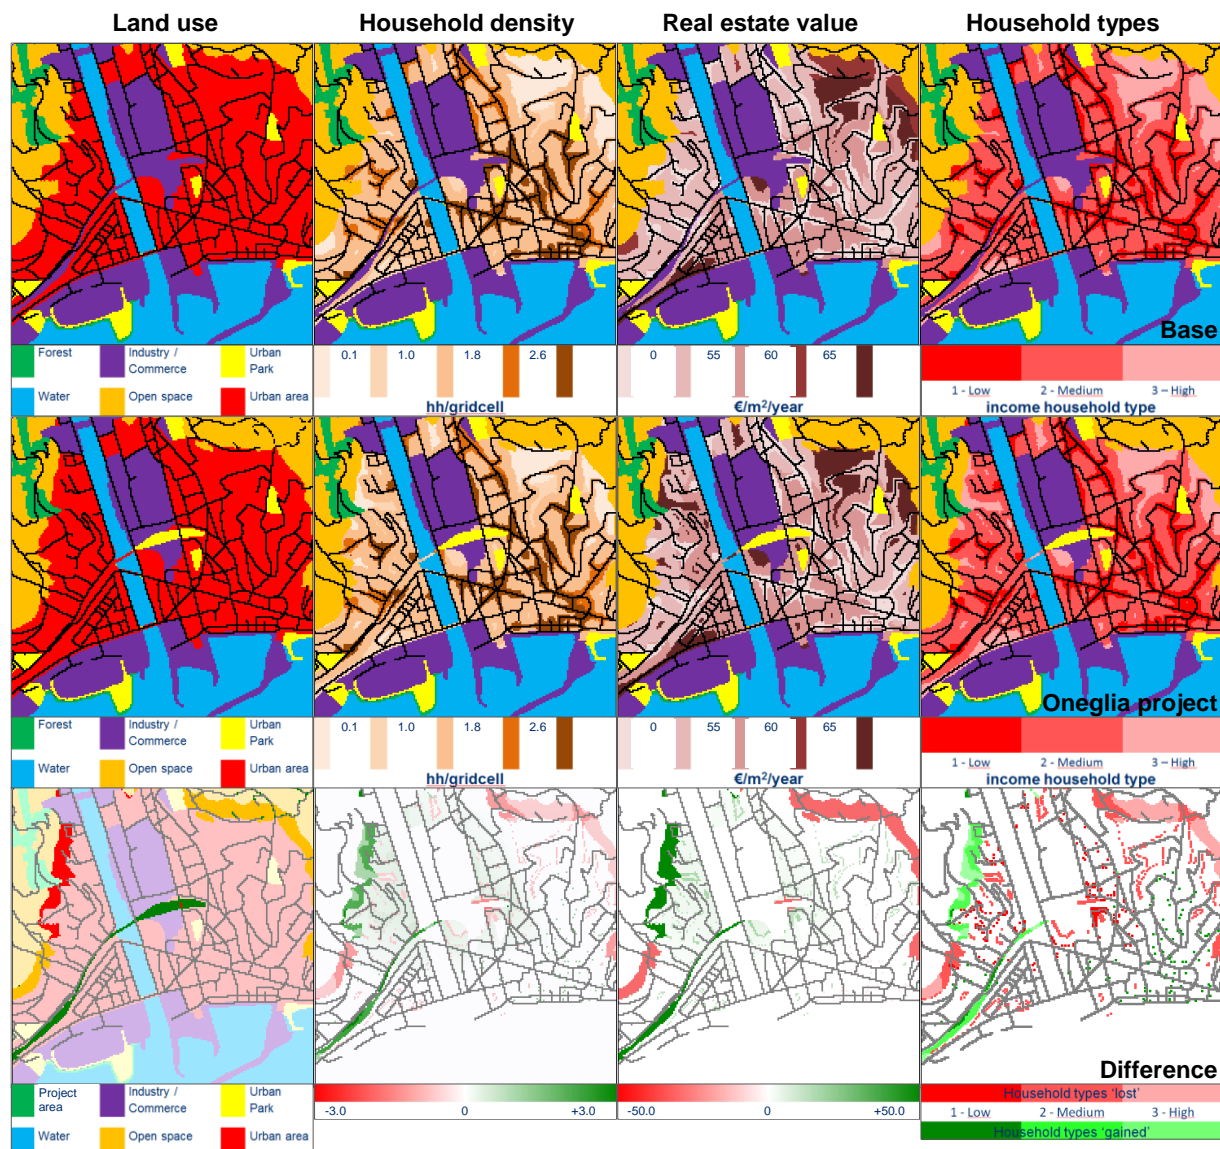 Land use Household density Real estate value Household types
Base
Forest Industry / Commerce Urban Park 0.1 1.0 1.8 2.6 0 55 60 65
Water Open space Urban area hh/gridcell €/m²/year 1 - Low 2 - Medium 3 – High
income household type
Oneglia project
Forest Industry / Commerce Urban Park 0.1 1.0 1.8 2.6 0 55 60 65
Water Open space Urban area hh/gridcell €/m²/year 1 - Low 2 - Medium 3 – High
income household type
Difference
Project area Industry / Commerce Urban Park -3.0 0 +3.0 -50.0 0 +50.0 Household types 'lost'
1 - Low 2 - Medium 3 - High
Water Open space Urban area Household types 'gained'